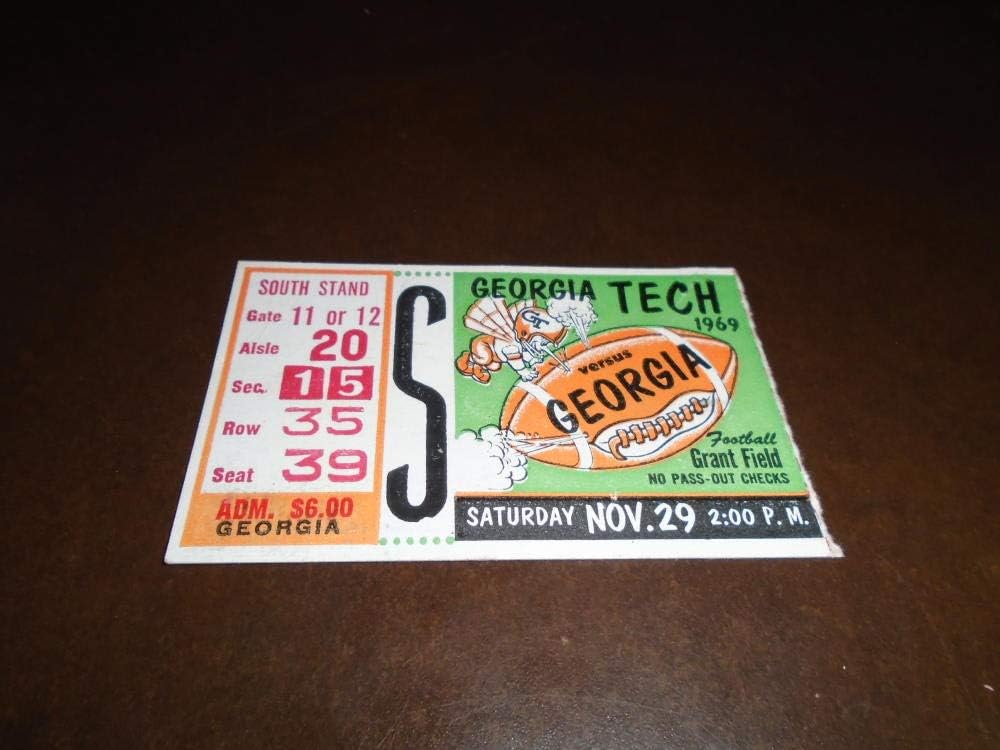 SOUTH STAND
Gate 11 or 12
Aisle 20
Sec. 15
Row 35
Seat 39
ADM. $6.00
GEORGIA
S
GEORGIA TECH
1969
GT
versus
GEORGIA
Football
Grant Field
NO PASS-OUT CHECKS
SATURDAY NOV. 29 2:00 P. M.